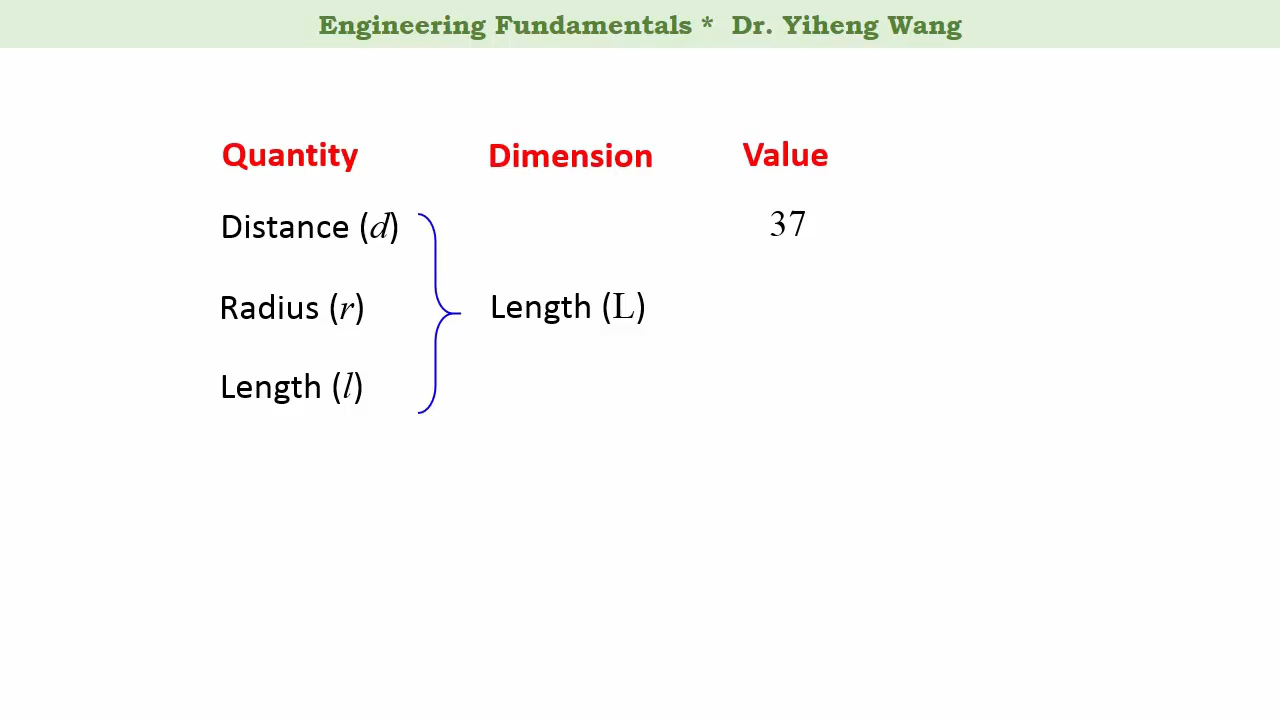 Engineering Fundamentals * Dr. Yiheng Wang
Quantity Dimension Value
Distance (d) 37
Radius (r) Length (L)
Length (l)